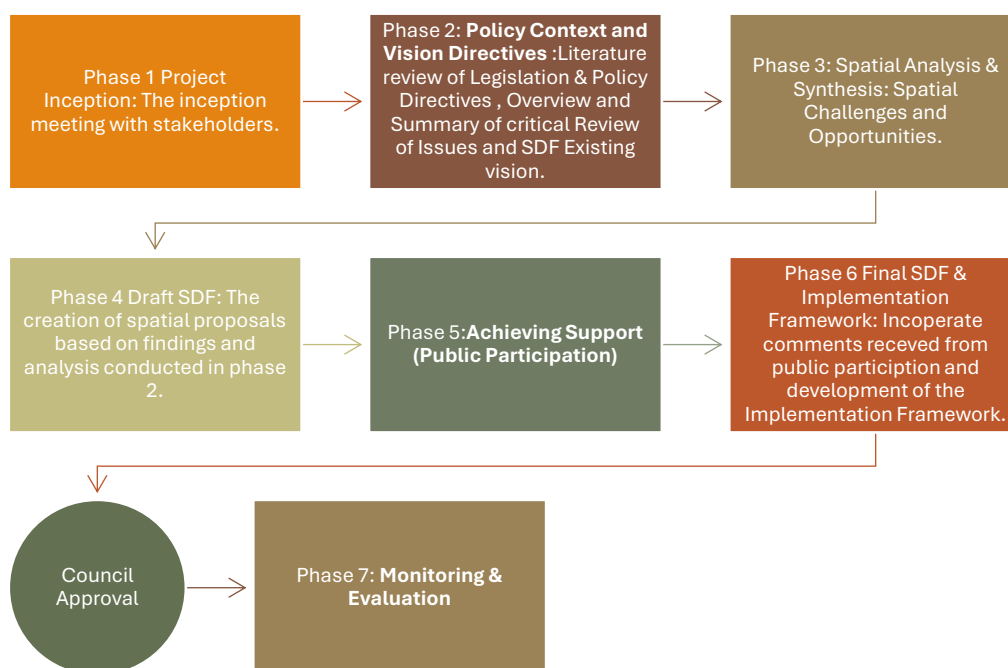 Phase 1 Project
Inception: The inception
meeting with stakeholders.
Phase 2: Policy Context and
Vision Directives :Literature
review of Legislation & Policy
Directives , Overview and
Summary of critical Review
of Issues and SDF Existing
vision.
Phase 3: Spatial Analysis &
Synthesis: Spatial
Challenges and
Opportunities.
Phase 4 Draft SDF: The
creation of spatial proposals
based on findings and
analysis conducted in phase
2.
Phase 5:Achieving Support
(Public Participation)
Phase 6 Final SDF &
Implementation
Framework: Incoperate
comments receved from
public particiption and
development of the
Implementation Framework.
Council
Approval
Phase 7: Monitoring &
Evaluation